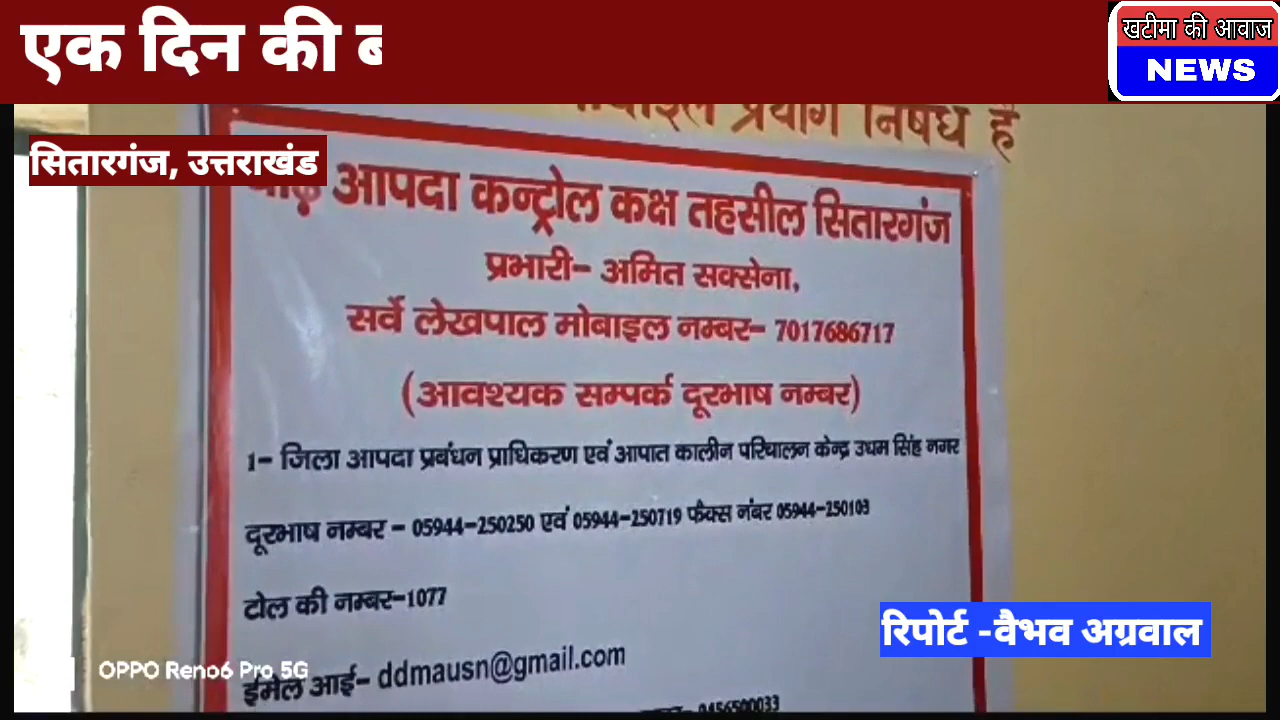 एक दिन की
खटीमा की आवाज
NEWS
प्रयोग निषेध है
सितारगंज, उत्तराखंड
आपदा कन्ट्रोल कक्ष तहसील सितारगंज
प्रभारी- अमित सक्सेना,
सर्वे लेखपाल मोबाइल नम्बर- 7017686717
(आवश्यक सम्पर्क दूरभाष नम्बर)
1- जिला आपदा प्रबंधन प्राधिकरण एवं आपात कालीन परिचालन केन्द्र उधम सिंह नगर
दूरभाष नम्बर - 05944-250250 एवं 05944-250719 फैक्स नंबर 05944-250103
टोल की नम्बर-1077
रिपोर्ट -वैभव अग्रवाल
OPPO Reno6 Pro 5G
ईमेल आई- ddmausn@gmail.com